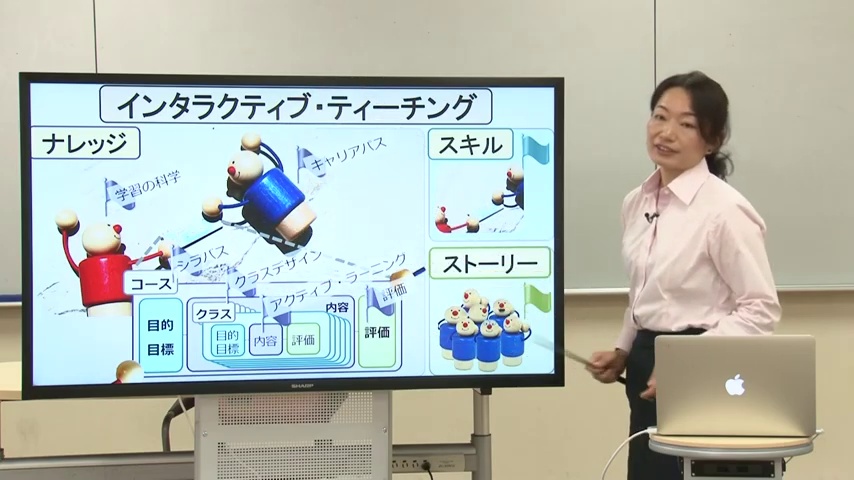 インタラクティブ・ティーチング
ナレッジ
スキル
学習の科学
キャリアパス
シラバス
クラスデザイン
アクティブ・ラーニング
評価
ストーリー
コース
目的
目標
クラス
内容
目的
目標
内容
評価
評価
SHARP